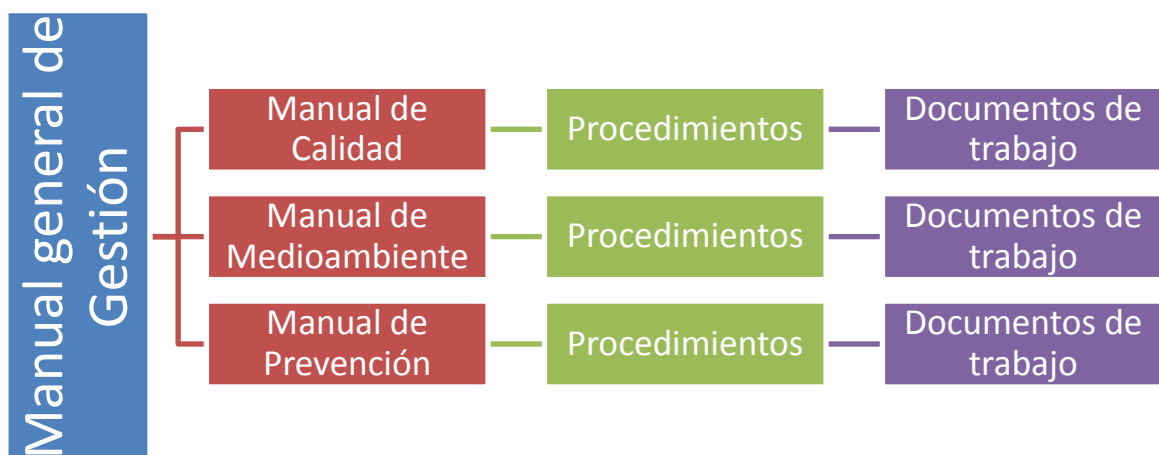 Manual general de
Gestión
Manual de
Calidad
Procedimientos
Documentos de
trabajo
Manual de
Medioambiente
Procedimientos
Documentos de
trabajo
Manual de
Prevención
Procedimientos
Documentos de
trabajo